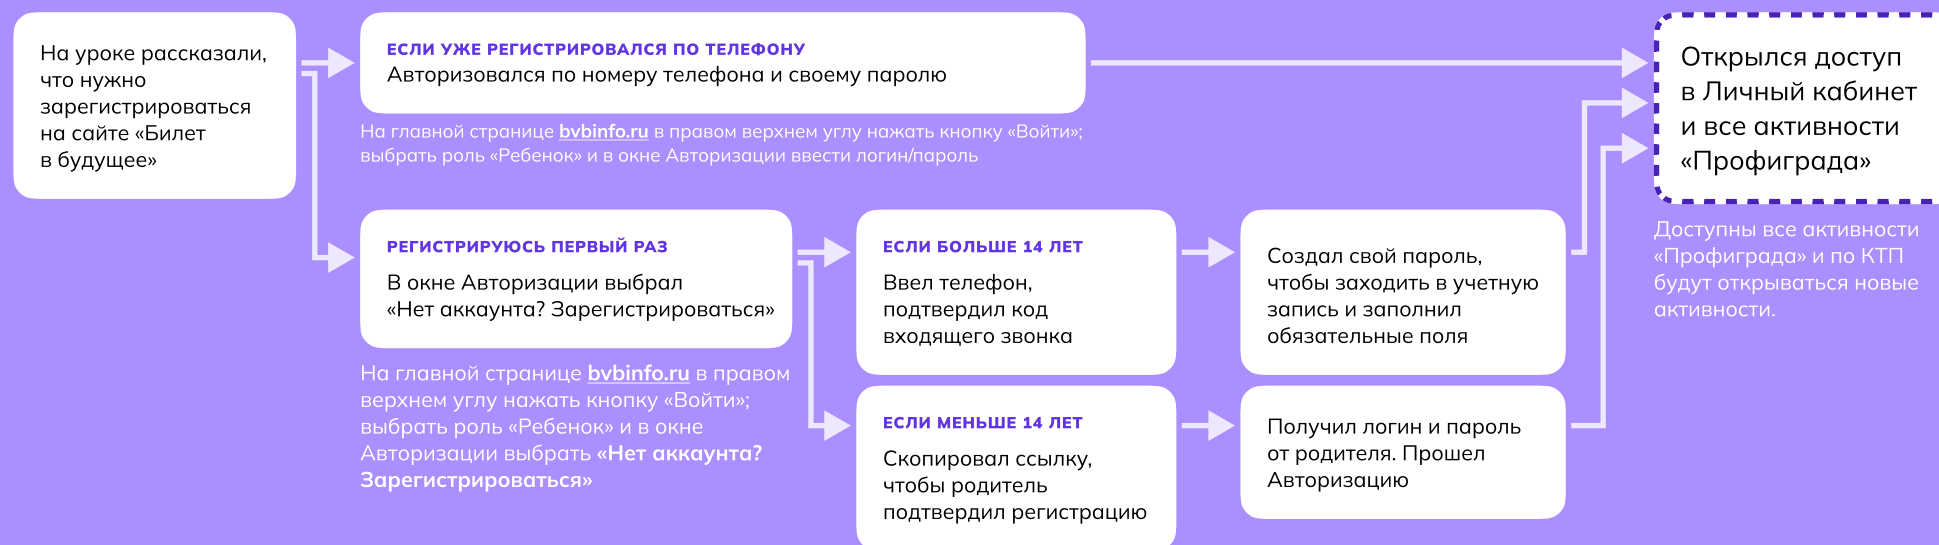 На уроке рассказали,
что нужно
зарегистрироваться
на сайте «Билет
в будущее»
ЕСЛИ УЖЕ РЕГИСТРИРОВАЛСЯ ПО ТЕЛЕФОНУ
Авторизовался по номеру телефона и своему паролю
На главной странице bvbinfo.ru в правом верхнем углу нажать кнопку «Войти»;
выбрать роль «Ребенок» и в окне Авторизации ввести логин/пароль
РЕГИСТРИРУЮСЬ ПЕРВЫЙ РАЗ
В окне Авторизации выбрал
«Нет аккаунта? Зарегистрироваться»
На главной странице bvbinfo.ru в правом
верхнем углу нажать кнопку «Войти»;
выбрать роль «Ребенок» и в окне
Авторизации выбрать «Нет аккаунта?
Зарегистрироваться»
ЕСЛИ БОЛЬШЕ 14 ЛЕТ
Ввел телефон,
подтвердил код
входящего звонка
Создал свой пароль,
чтобы заходить в учетную
запись и заполнил
обязательные поля
ЕСЛИ МЕНЬШЕ 14 ЛЕТ
Скопировал ссылку,
чтобы родитель
подтвердил регистрацию
Получил логин и пароль
от родителя. Прошел
Авторизацию
Открылся доступ
в Личный кабинет
и все активности
«Профиграда»
Доступны все активности
«Профиграда» и по КТП
будут открываться новые
активности.